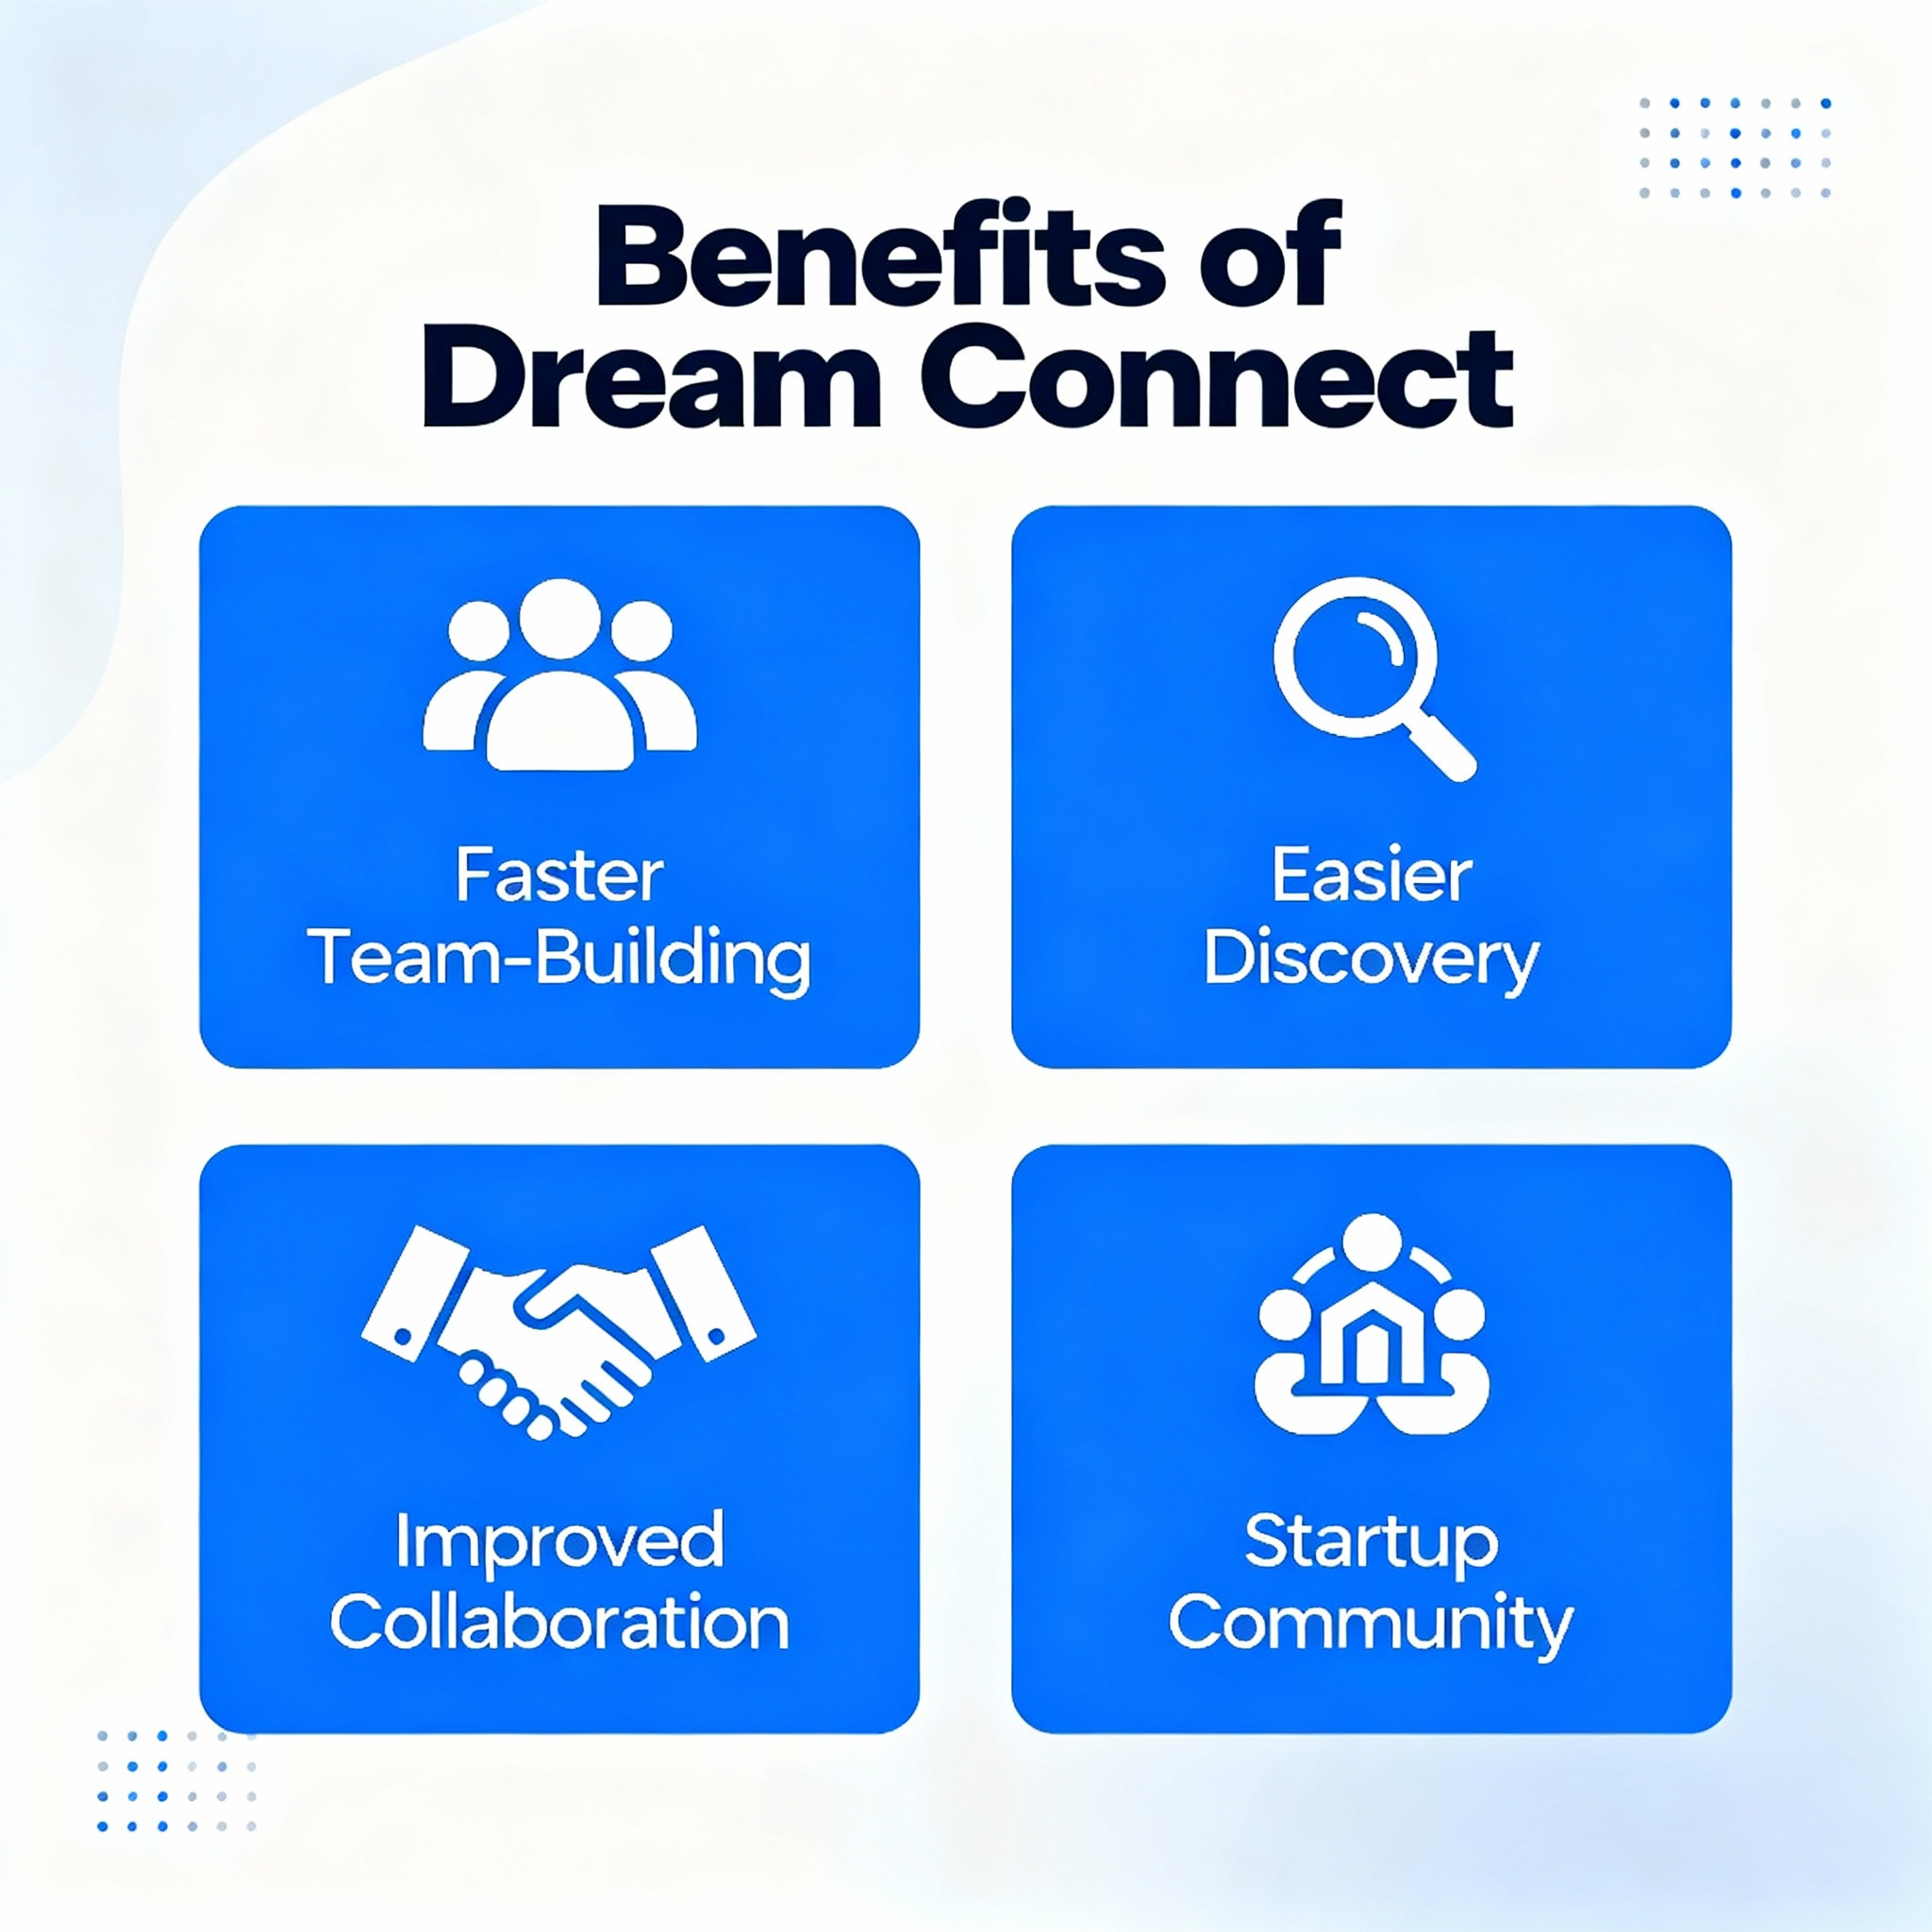 Benefits of
Dream Connect
Faster
Team-Building
Easier
Discovery
Improved
Collaboration
Startup
Community